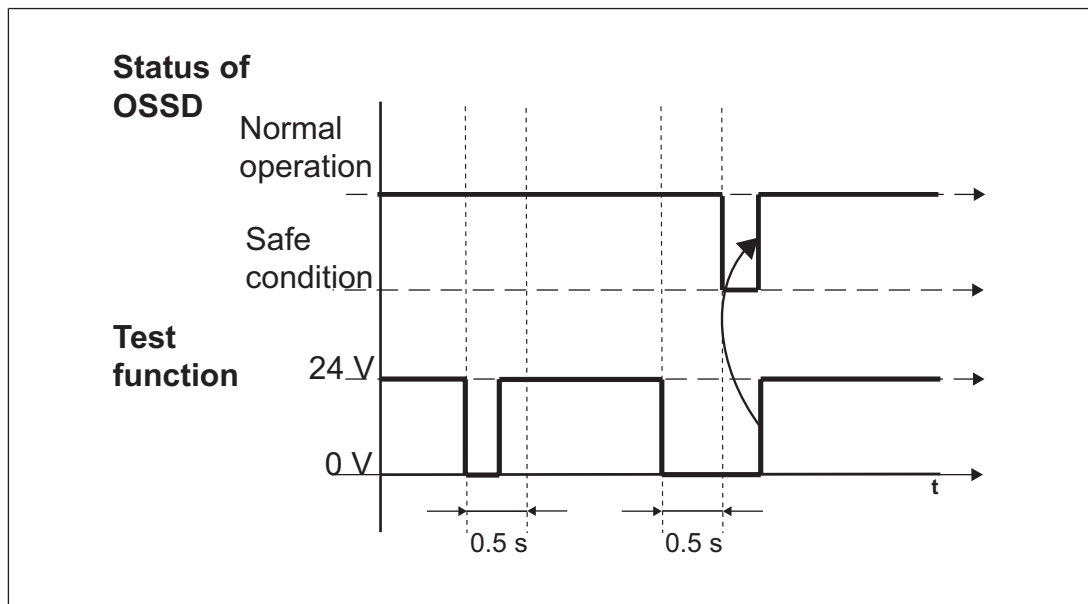 Status of
OSSD
Normal
operation
Safe
condition
Test
function
24 V
0 V
t
0.5 s
0.5 s